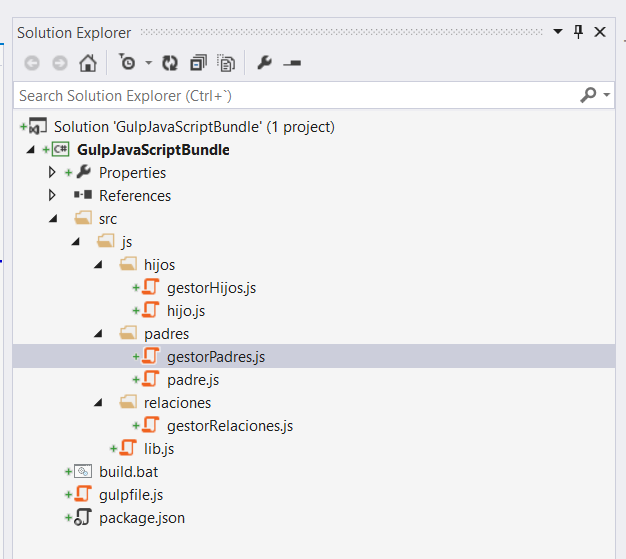 Solution Explorer
Search Solution Explorer (Ctrl+`)
Solution 'GulpJavaScriptBundle' (1 project)
C# GulpJavaScriptBundle
Properties
References
src
js
hijos
gestorHijos.js
hijo.js
padres
gestorPadres.js
padre.js
relaciones
gestorRelaciones.js
lib.js
build.bat
gulpfile.js
package.json